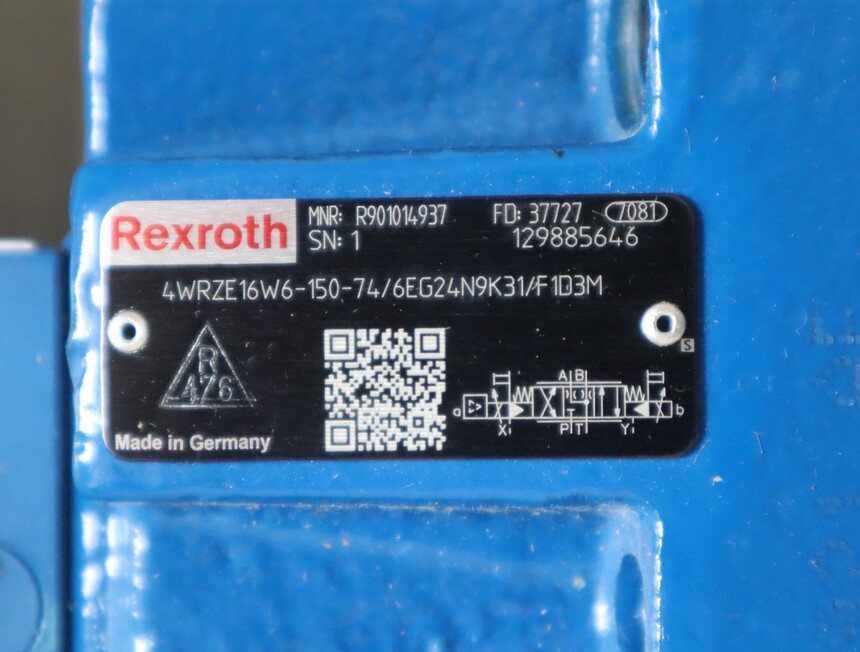 Rexroth
MNR: R901014937 FD: 37727 7081
SN: 1 129885646
4WRZE16W6-150-74/6EG24N9K31/F1D3M
R
476
S
A B
a b
X P T Y
Made in Germany